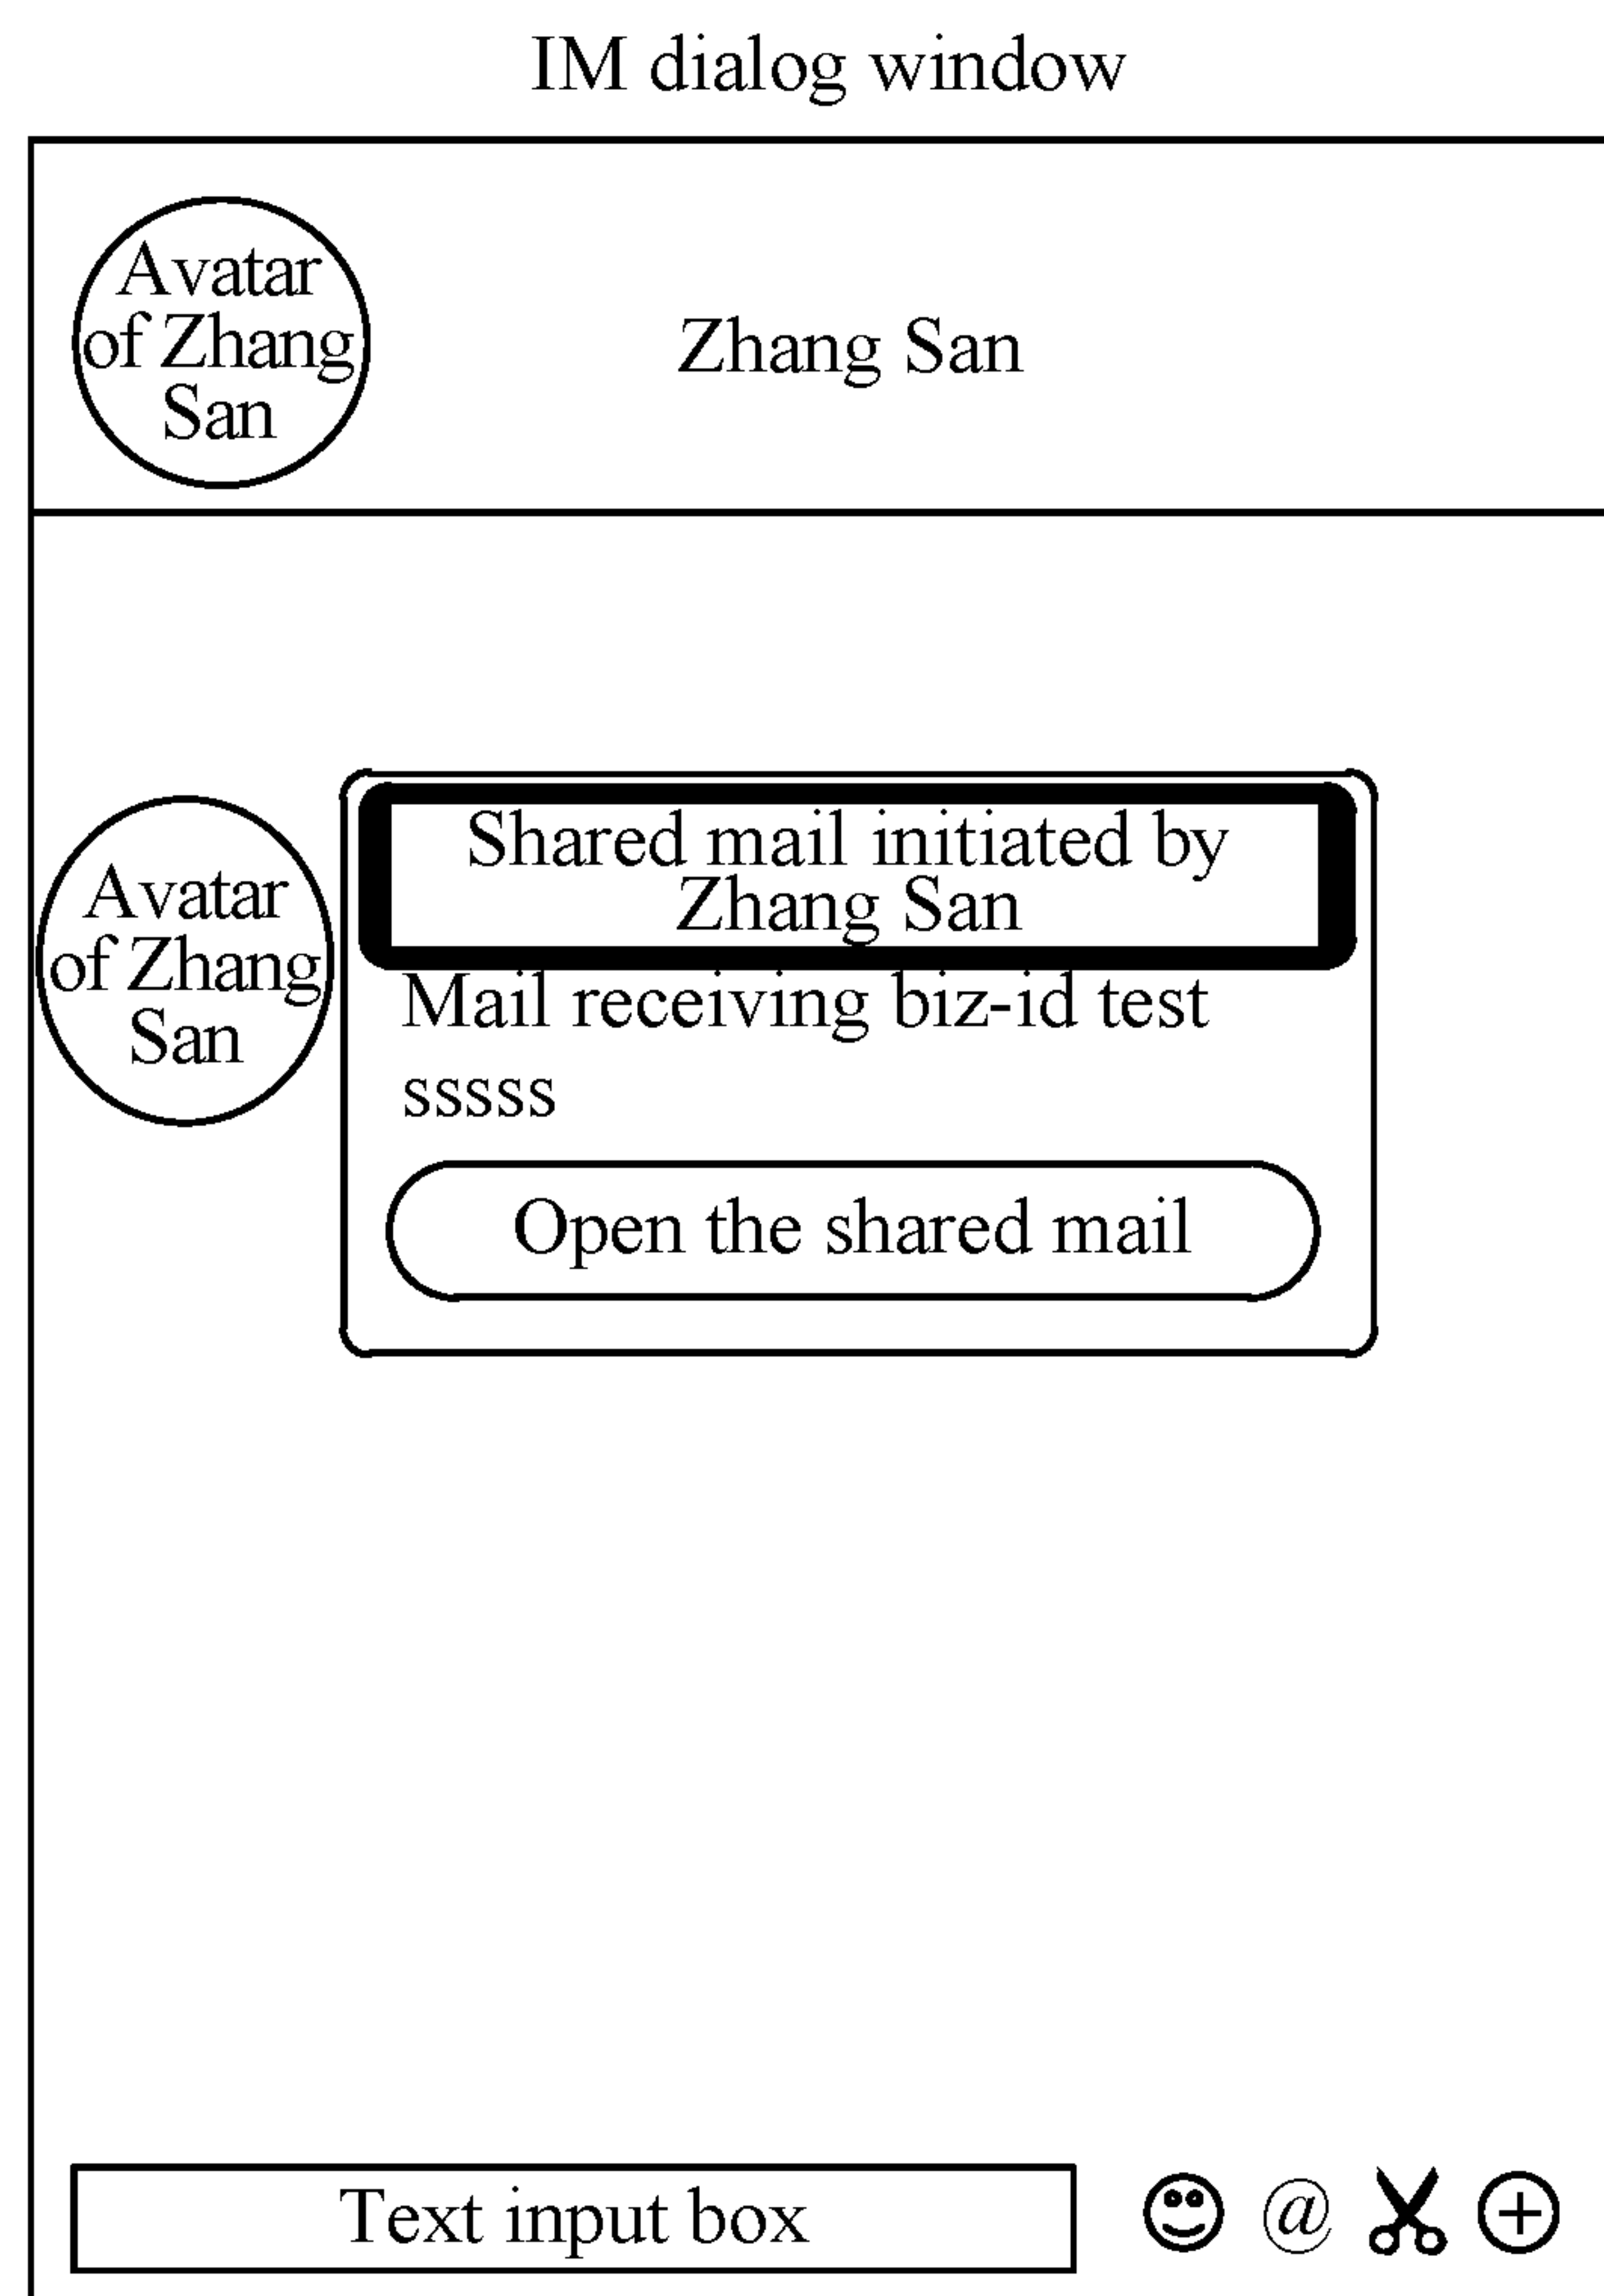 IM dialog window
Avatar
of Zhang
San
Zhang San
Shared mail initiated by
Zhang San
Avatar
of Zhang
San
Mail receiving biz-id test
sssss
Open the shared mail
Text input box
@